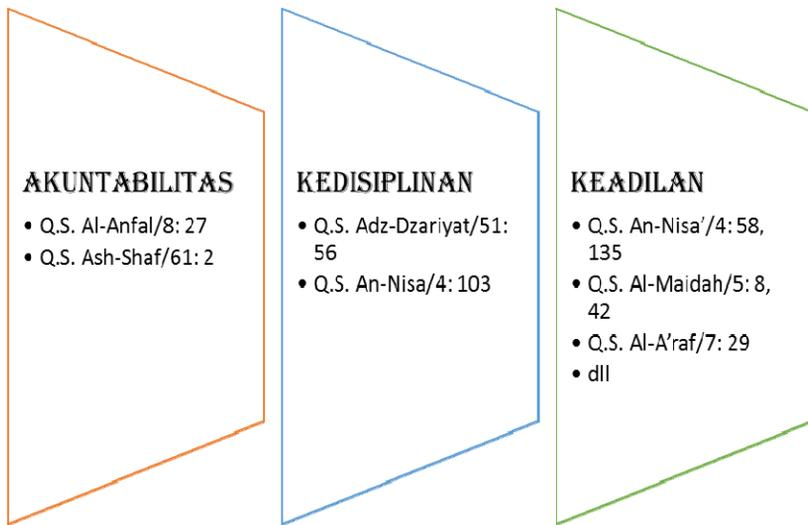 AKUNTABILITAS
• Q.S. Al-Anfal/8: 27
• Q.S. Ash-Shaf/61: 2
KEDISIPLINAN
• Q.S. Adz-Dzariyat/51:
56
• Q.S. An-Nisa/4: 103
KEADILAN
• Q.S. An-Nisa’/4: 58,
135
• Q.S. Al-Maidah/5: 8,
42
• Q.S. Al-A’raf/7: 29
• dll